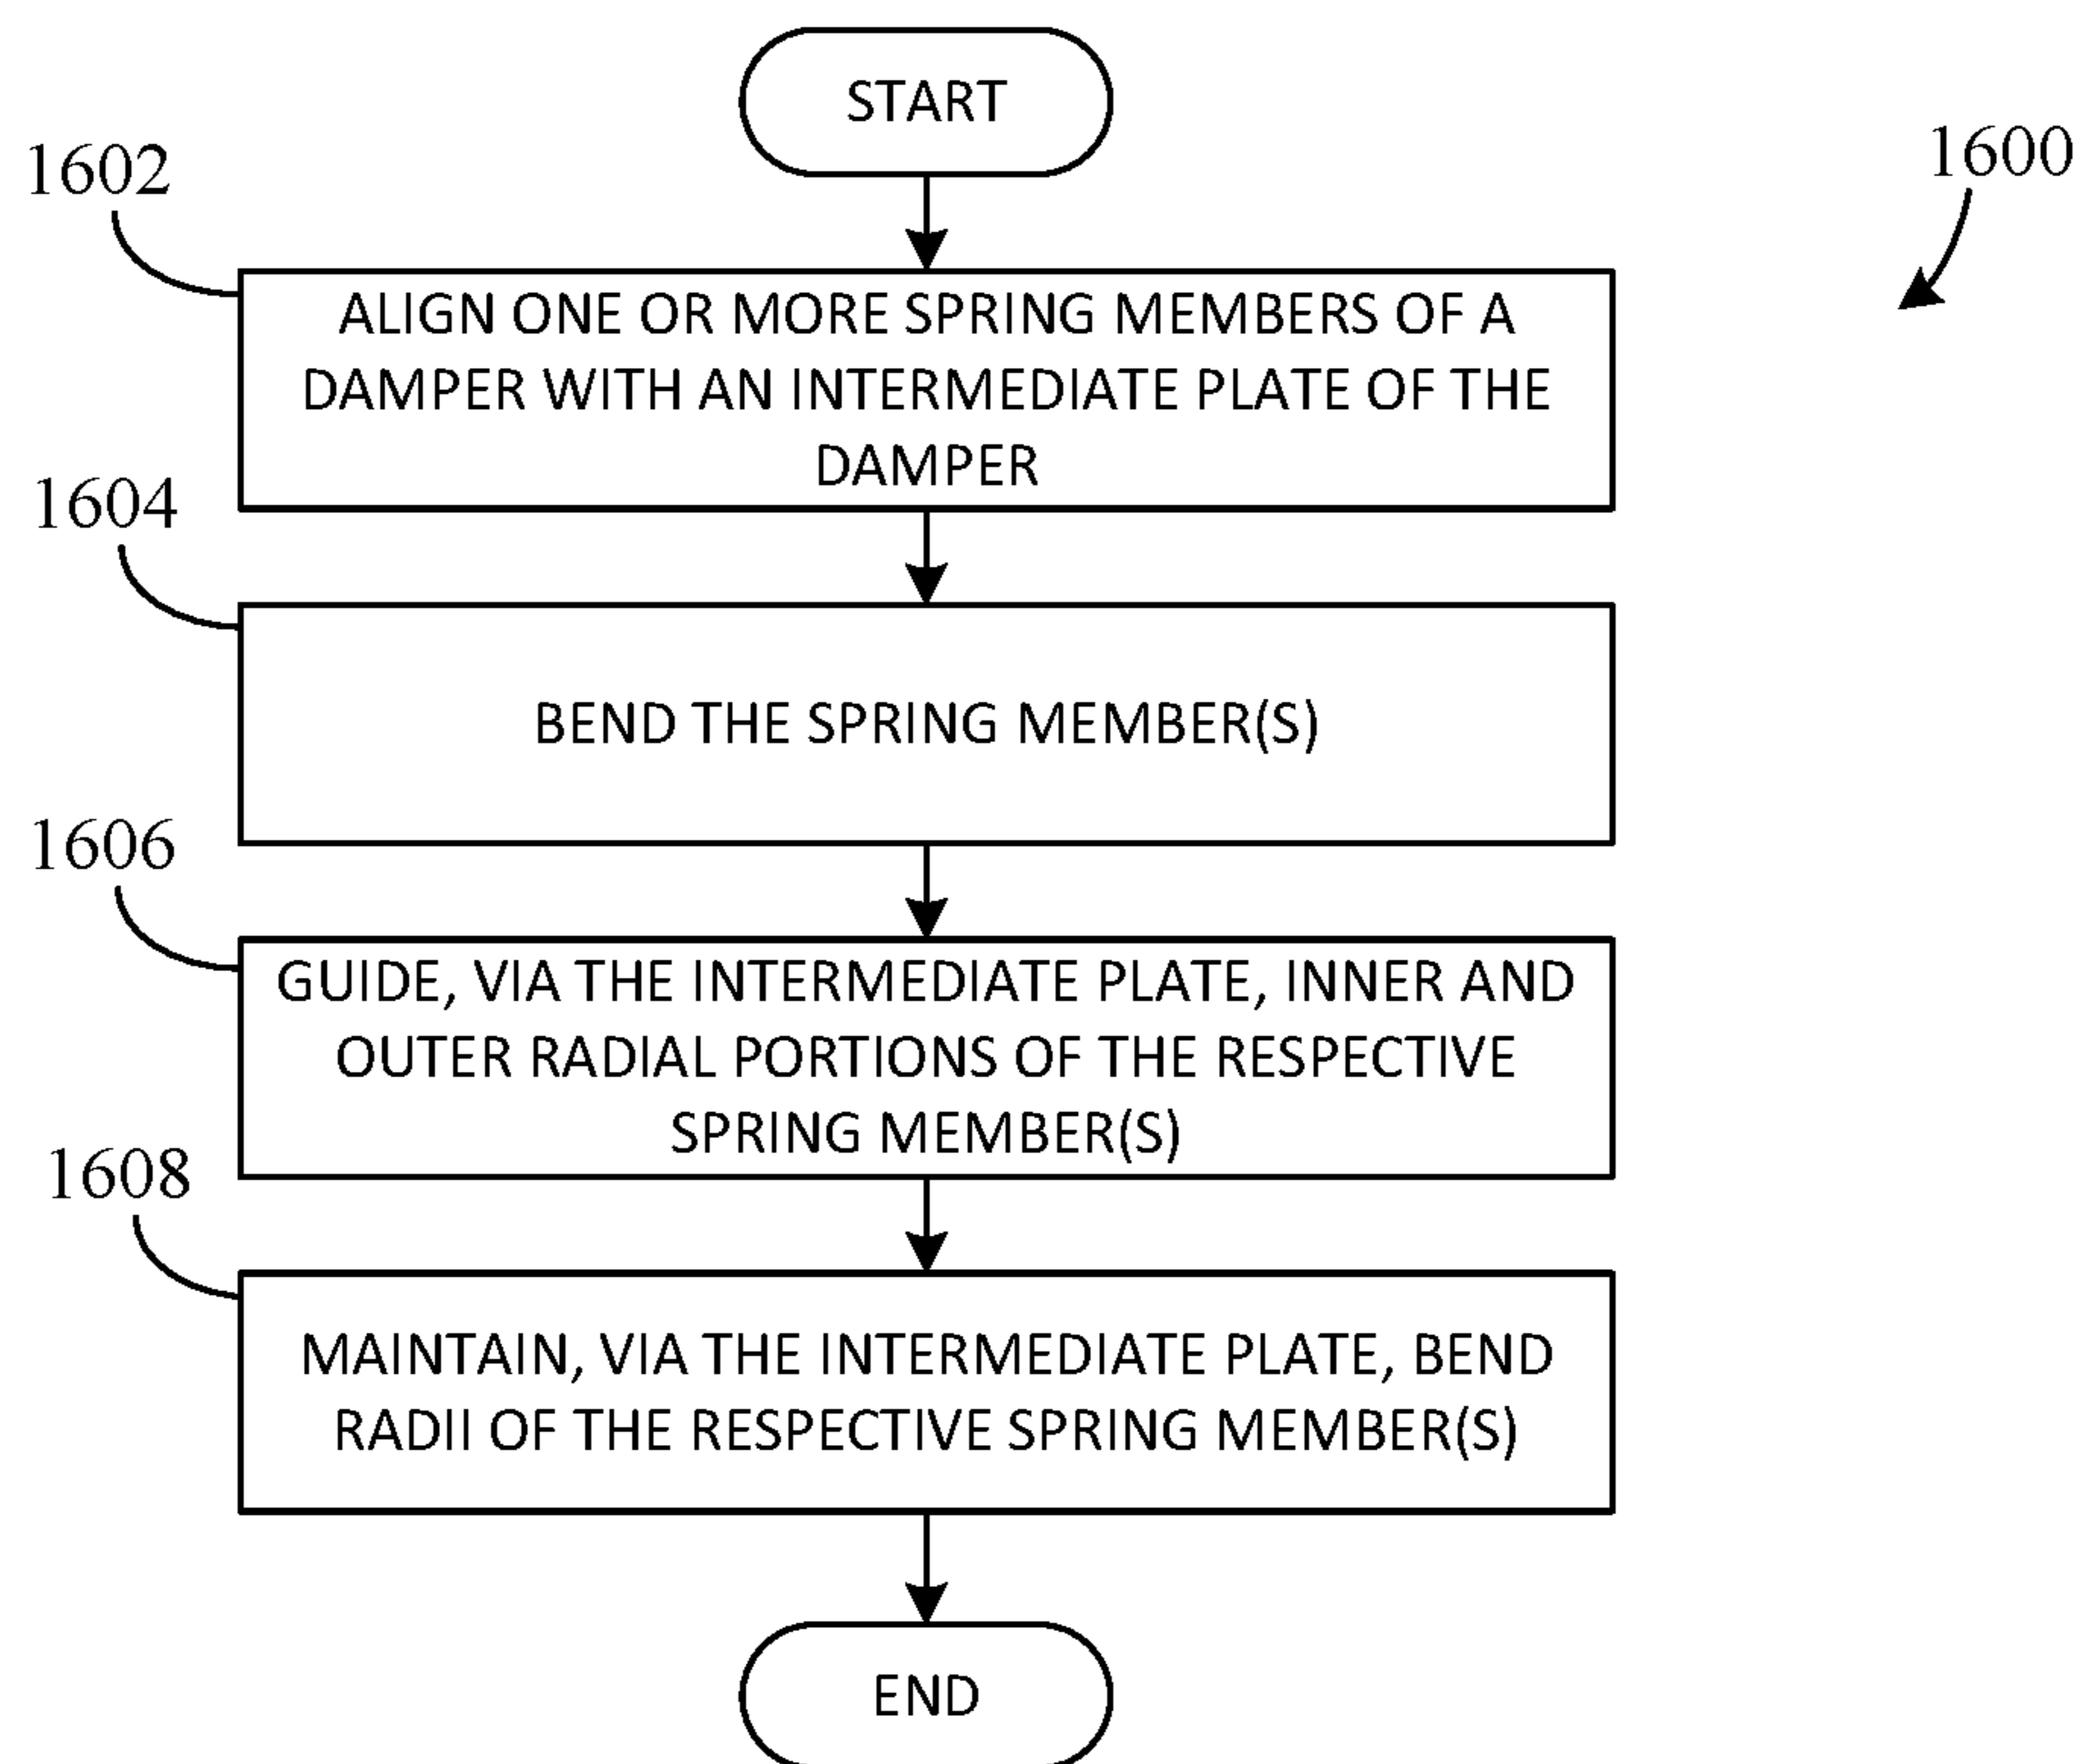 START
1600
1602
ALIGN ONE OR MORE SPRING MEMBERS OF A
DAMPER WITH AN INTERMEDIATE PLATE OF THE
DAMPER
1604
BEND THE SPRING MEMBER(S)
1606
GUIDE, VIA THE INTERMEDIATE PLATE, INNER AND
OUTER RADIAL PORTIONS OF THE RESPECTIVE
SPRING MEMBER(S)
1608
MAINTAIN, VIA THE INTERMEDIATE PLATE, BEND
RADII OF THE RESPECTIVE SPRING MEMBER(S)
END